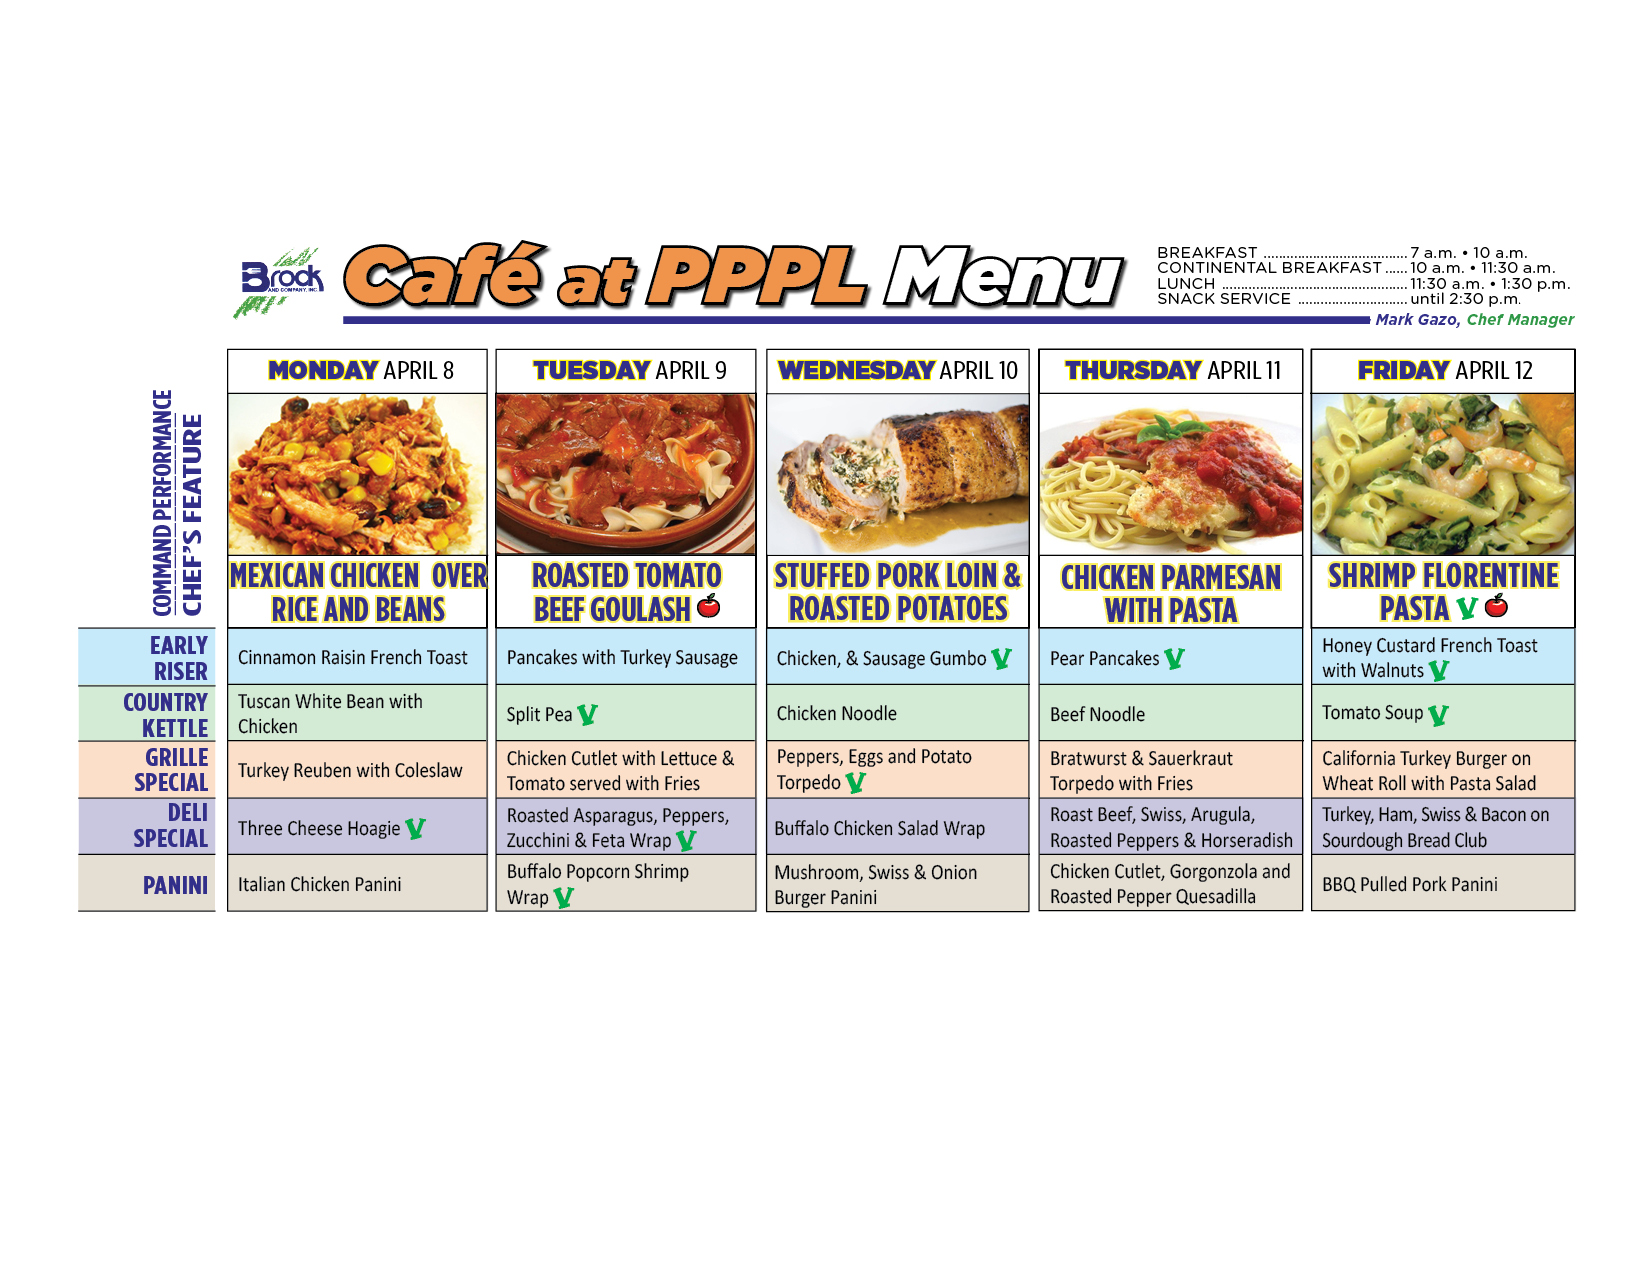 Brock
AND COMPANY, INC.
Café at PPPL Menu
BREAKFAST ..................................... 7 a.m. • 10 a.m.
CONTINENTAL BREAKFAST ...... 10 a.m. • 11:30 a.m.
LUNCH ................................................ 11:30 a.m. • 1:30 p.m.
SNACK SERVICE ............................ until 2:30 p.m.
Mark Gazo, Chef Manager
COMMAND PERFORMANCE
CHEF'S FEATURE
MONDAY APRIL 8
TUESDAY APRIL 9
WEDNESDAY APRIL 10
THURSDAY APRIL 11
FRIDAY APRIL 12
MEXICAN CHICKEN OVER
RICE AND BEANS
ROASTED TOMATO
BEEF GOULASH
STUFFED PORK LOIN &
ROASTED POTATOES
CHICKEN PARMESAN
WITH PASTA
SHRIMP FLORENTINE
PASTA V
EARLY
RISER
Cinnamon Raisin French Toast
Pancakes with Turkey Sausage
Chicken, & Sausage Gumbo V
Pear Pancakes V
Honey Custard French Toast
with Walnuts V
COUNTRY
KETTLE
Tuscan White Bean with
Chicken
Split Pea V
Chicken Noodle
Beef Noodle
Tomato Soup V
GRILLE
SPECIAL
Turkey Reuben with Coleslaw
Chicken Cutlet with Lettuce &
Tomato served with Fries
Peppers, Eggs and Potato
Torpedo V
Bratwurst & Sauerkraut
Torpedo with Fries
California Turkey Burger on
Wheat Roll with Pasta Salad
DELI
SPECIAL
Three Cheese Hoagie V
Roasted Asparagus, Peppers,
Zucchini & Feta Wrap V
Buffalo Chicken Salad Wrap
Roast Beef, Swiss, Arugula,
Roasted Peppers & Horseradish
Turkey, Ham, Swiss & Bacon on
Sourdough Bread Club
PANINI
Italian Chicken Panini
Buffalo Popcorn Shrimp
Wrap V
Mushroom, Swiss & Onion
Burger Panini
Chicken Cutlet, Gorgonzola and
Roasted Pepper Quesadilla
BBQ Pulled Pork Panini